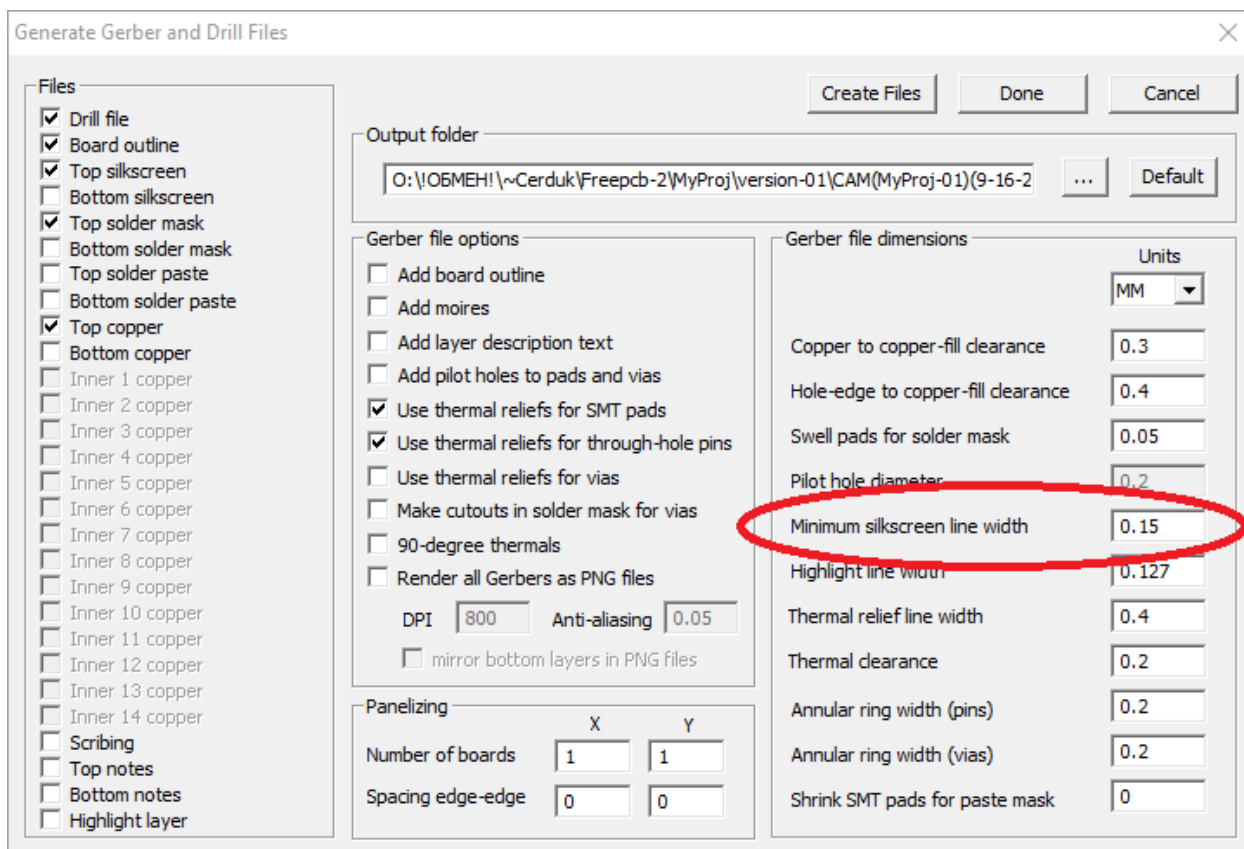 Generate Gerber and Drill Files
Create Files
Done
Cancel
Files
Drill file
Board outline
Top silkscreen
Bottom silkscreen
Top solder mask
Bottom solder mask
Top solder paste
Bottom solder paste
Top copper
Bottom copper
Inner 1 copper
Inner 2 copper
Inner 3 copper
Inner 4 copper
Inner 5 copper
Inner 6 copper
Inner 7 copper
Inner 8 copper
Inner 9 copper
Inner 10 copper
Inner 11 copper
Inner 12 copper
Inner 13 copper
Inner 14 copper
Scribing
Top notes
Bottom notes
Highlight layer
Output folder
O:\!ОБМЕН!\~Cerduk\Freepcb-2\MyProj\version-01\CAM(MyProj-01)(9-16-2
...
Default
Gerber file options
Add board outline
Add moires
Add layer description text
Add pilot holes to pads and vias
Use thermal reliefs for SMT pads
Use thermal reliefs for through-hole pins
Use thermal reliefs for vias
Make cutouts in solder mask for vias
90-degree thermals
Render all Gerbers as PNG files
DPI 800 Anti-aliasing 0.05
mirror bottom layers in PNG files
Panelizing
X Y
Number of boards 1 1
Spacing edge-edge 0 0
Gerber file dimensions
Units
MM
Copper to copper-fill clearance 0.3
Hole-edge to copper-fill clearance 0.4
Swell pads for solder mask 0.05
Pilot hole diameter 0.2
Minimum silkscreen line width 0.15
Highlight line width 0.127
Thermal relief line width 0.4
Thermal clearance 0.2
Annular ring width (pins) 0.2
Annular ring width (vias) 0.2
Shrink SMT pads for paste mask 0